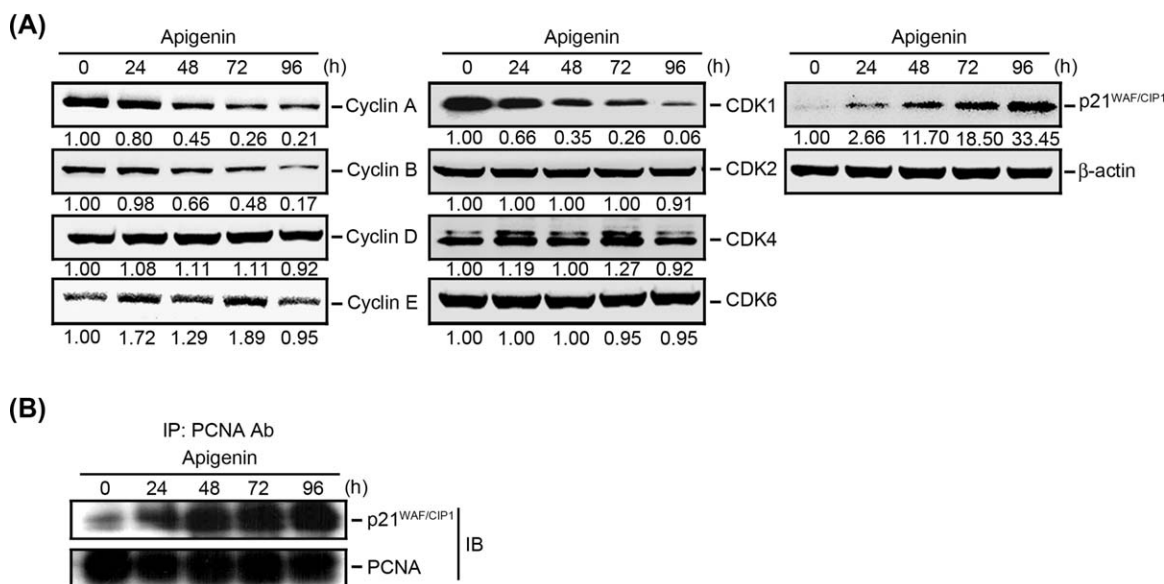 (A)
Apigenin
0 24 48 72 96 (h)
Cyclin A
1.00 0.80 0.45 0.26 0.21
Cyclin B
1.00 0.98 0.66 0.48 0.17
Cyclin D
1.00 1.08 1.11 1.11 0.92
Cyclin E
1.00 1.72 1.29 1.89 0.95
Apigenin
0 24 48 72 96 (h)
CDK1
1.00 0.66 0.35 0.26 0.06
CDK2
1.00 1.00 1.00 1.00 0.91
CDK4
1.00 1.19 1.00 1.27 0.92
CDK6
1.00 1.00 1.00 0.95 0.95
Apigenin
0 24 48 72 96 (h)
p21WAF/CIP1
1.00 2.66 11.70 18.50 33.45
β-actin
(B)
IP: PCNA Ab
Apigenin
0 24 48 72 96 (h)
p21WAF/CIP1
IB
PCNA